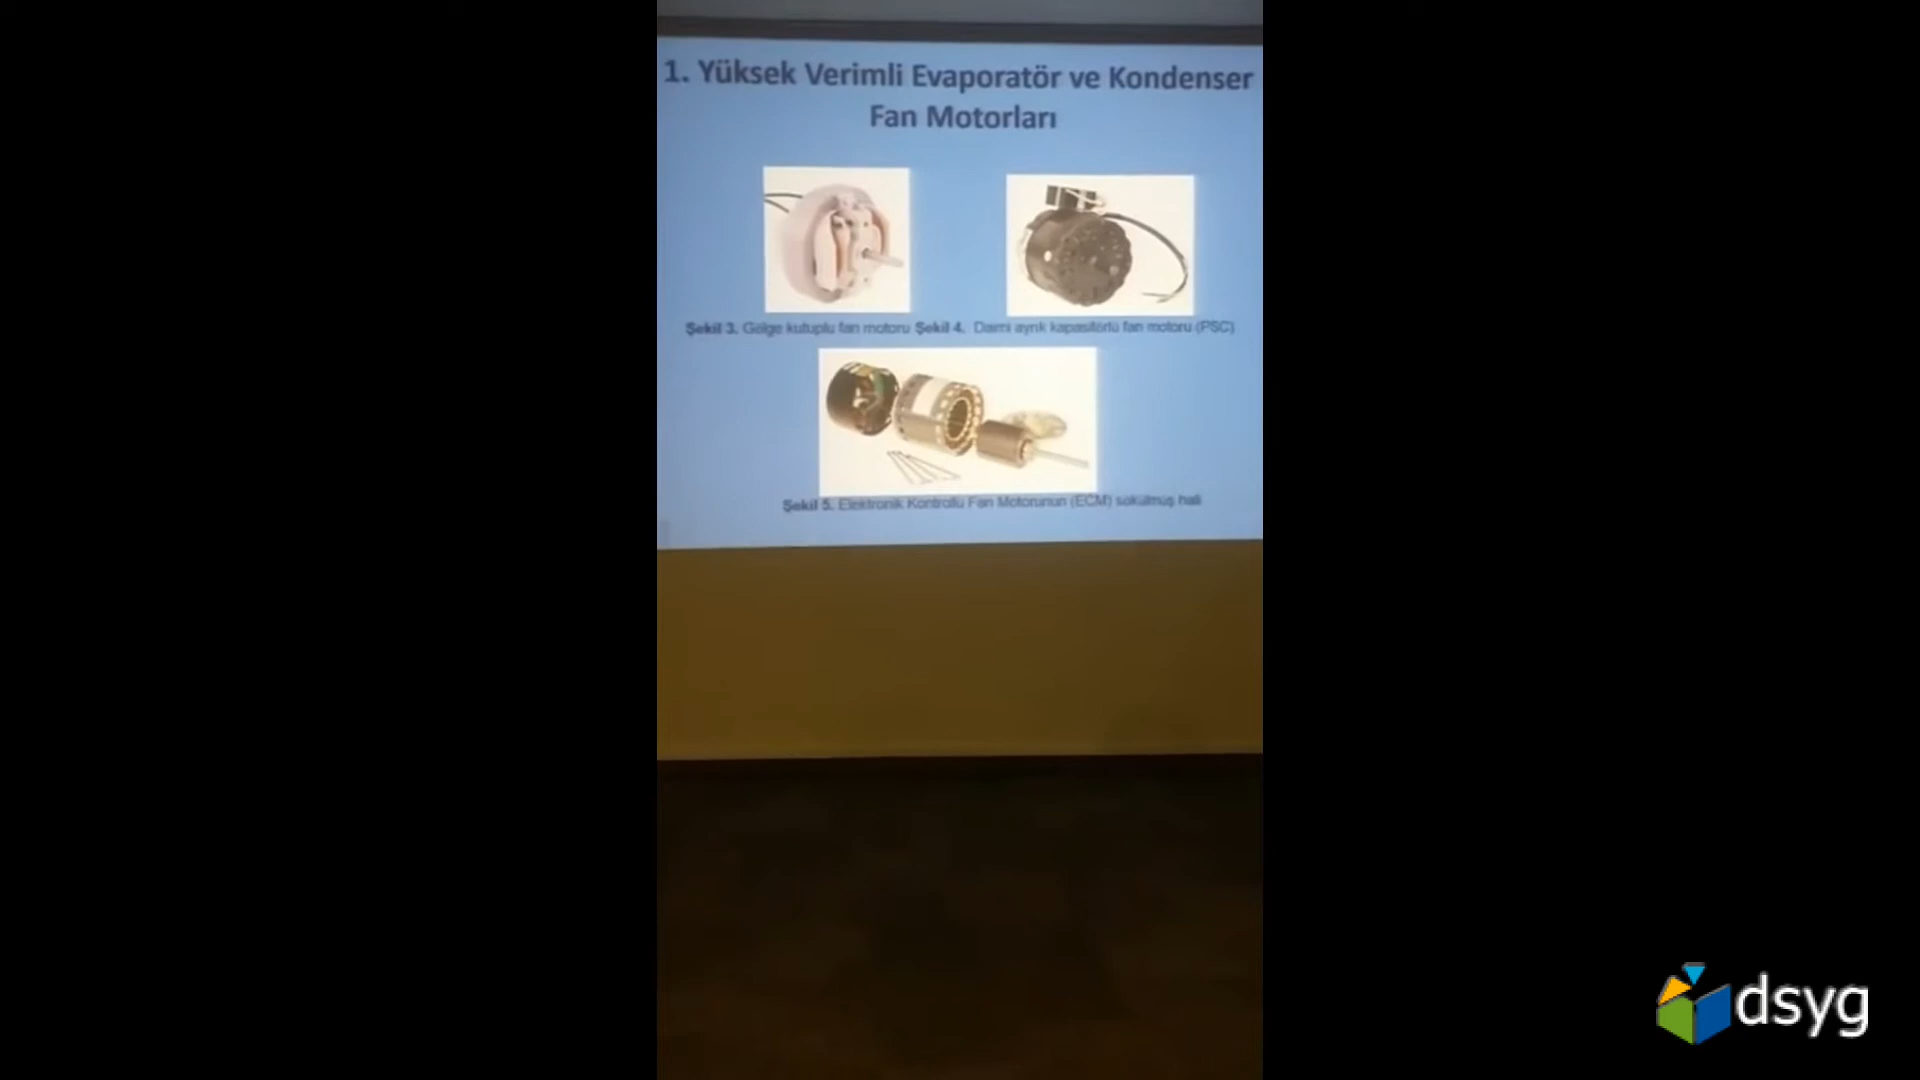 1. Yüksek Verimli Evaporatör ve Kondenser
Fan Motorları
Şekil 3. Gölge kutuplu fan motoru Şekil 4. Daimi ayrık kapasitörlü fan motoru (PSC)
Şekil 5. Elektronik Kontrollü Fan Motorunun (ECM) sökülmüş hali
dsyg